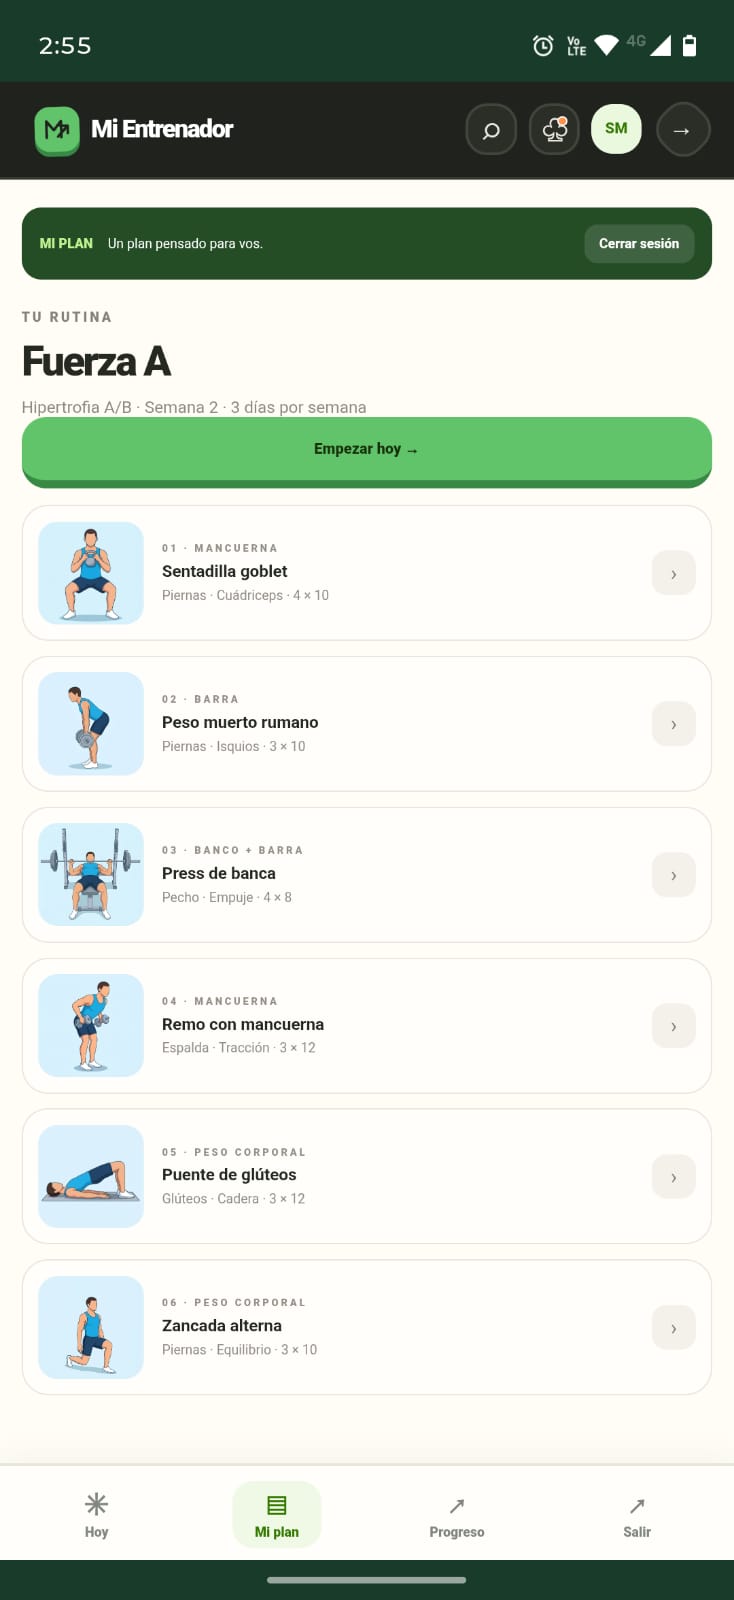 2:55
Vo
LTE
4G
Mi Entrenador
SM
→
MI PLAN Un plan pensado para vos.
Cerrar sesión
TU RUTINA
Fuerza A
Hipertrofia A/B · Semana 2 · 3 días por semana
Empezar hoy →
01 · MANCUERNA
Sentadilla goblet
Piernas · Cuádriceps · 4 × 10
›
02 · BARRA
Peso muerto rumano
Piernas · Isquios · 3 × 10
›
03 · BANCO + BARRA
Press de banca
Pecho · Empuje · 4 × 8
›
04 · MANCUERNA
Remo con mancuerna
Espalda · Tracción · 3 × 12
›
05 · PESO CORPORAL
Puente de glúteos
Glúteos · Cadera · 3 × 12
›
06 · PESO CORPORAL
Zancada alterna
Piernas · Equilibrio · 3 × 10
›
Hoy
Mi plan
Progreso
Salir